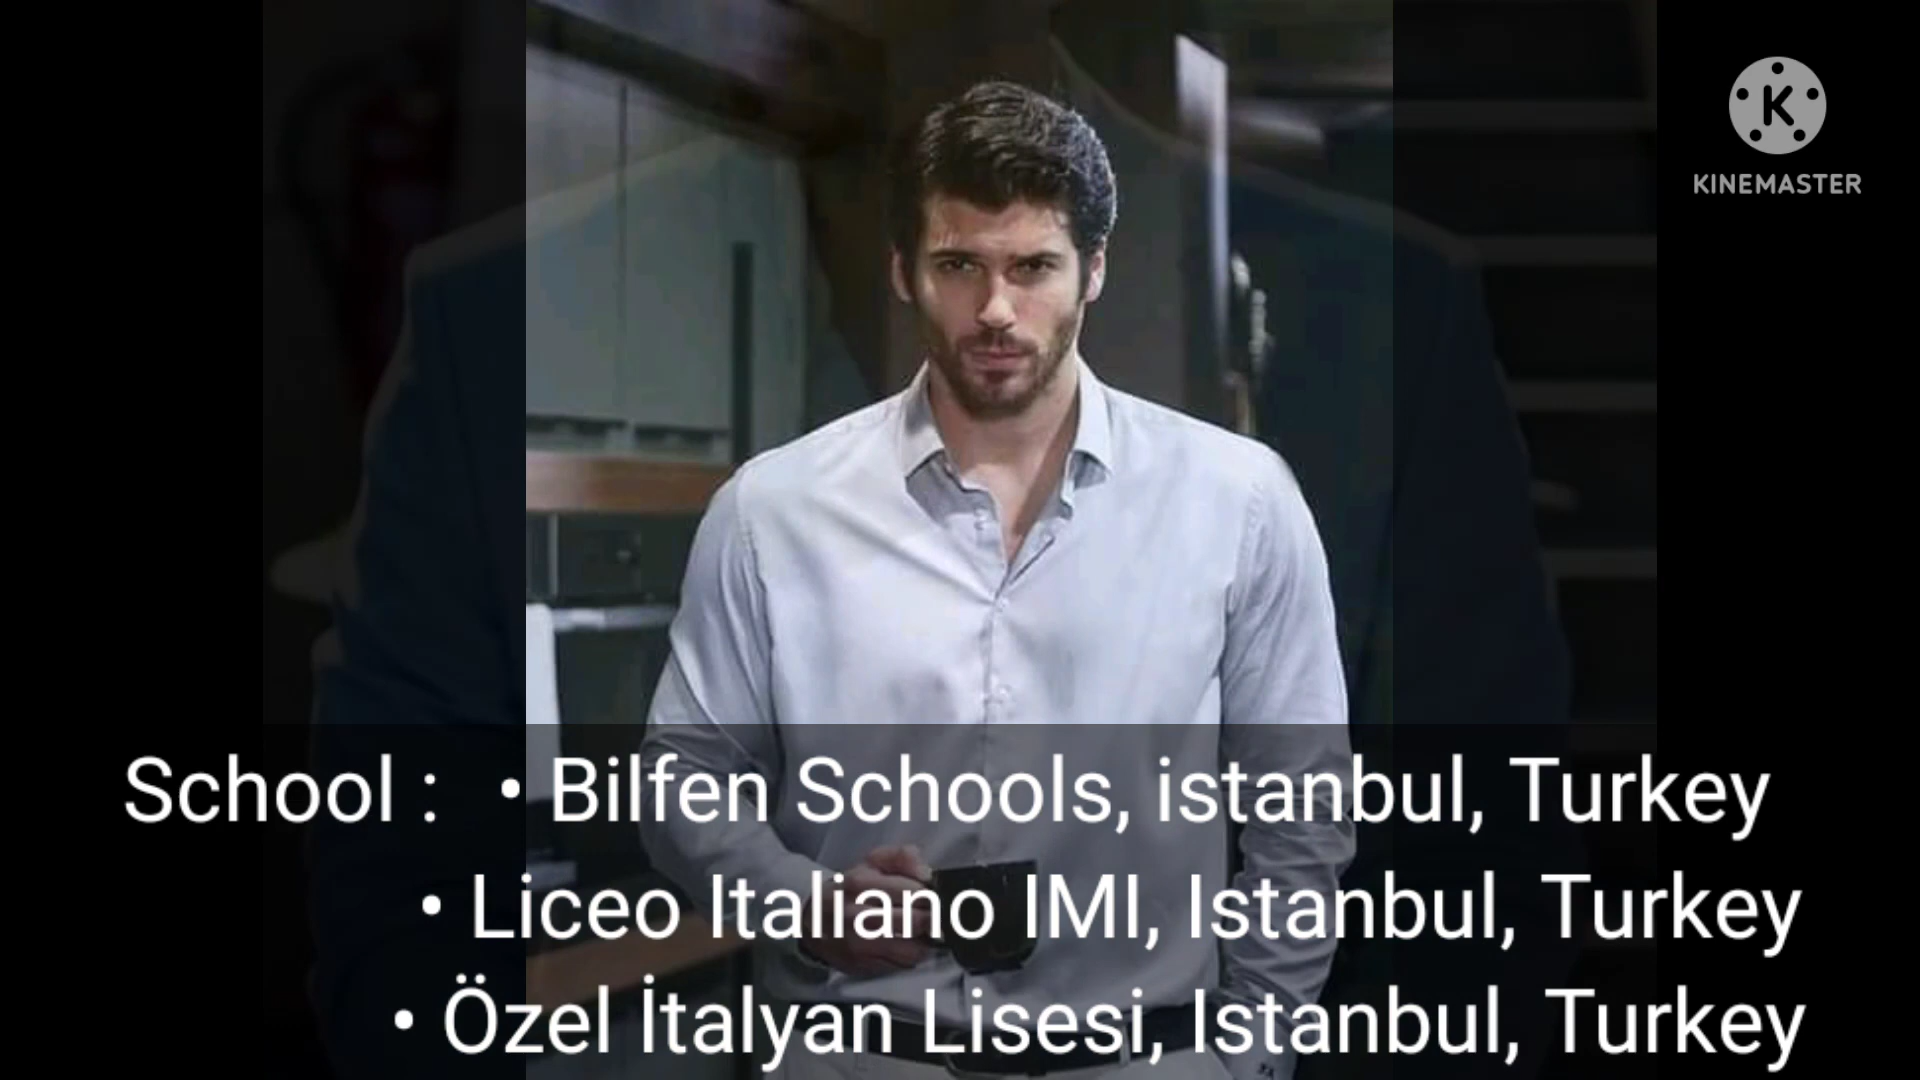 K
KINEMASTER
School :   • Bilfen Schools, istanbul, Turkey
• Liceo Italiano IMI, Istanbul, Turkey
• Özel İtalyan Lisesi, Istanbul, Turkey